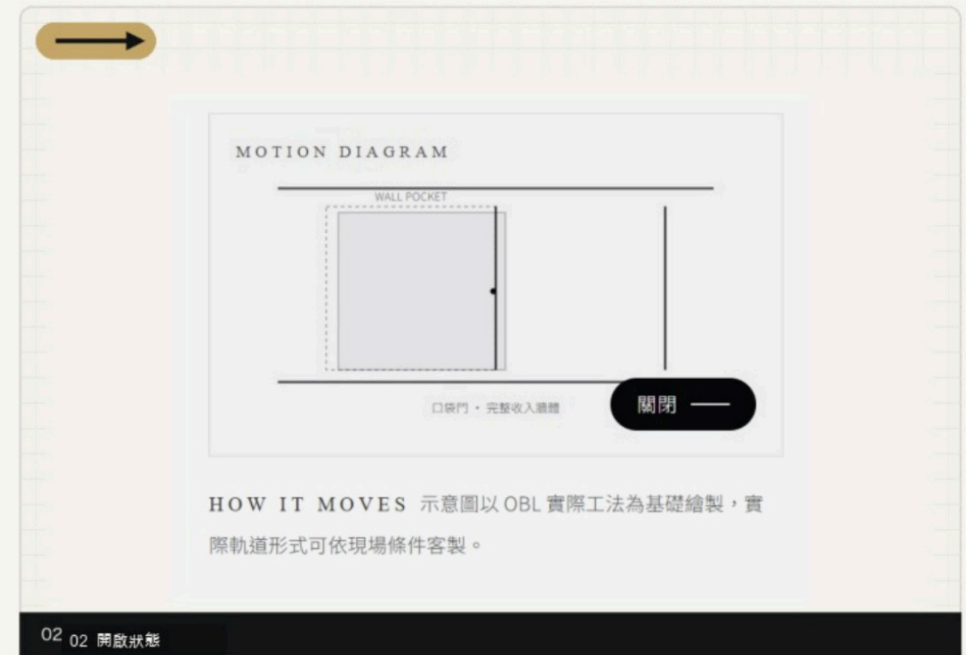 MOTION DIAGRAM
WALL POCKET
口袋門・完整收入牆體
關閉
HOW IT MOVES 示意圖以 OBL 實際工法為基礎繪製，實
際軌道形式可依現場條件客製。
02
02 開啟狀態